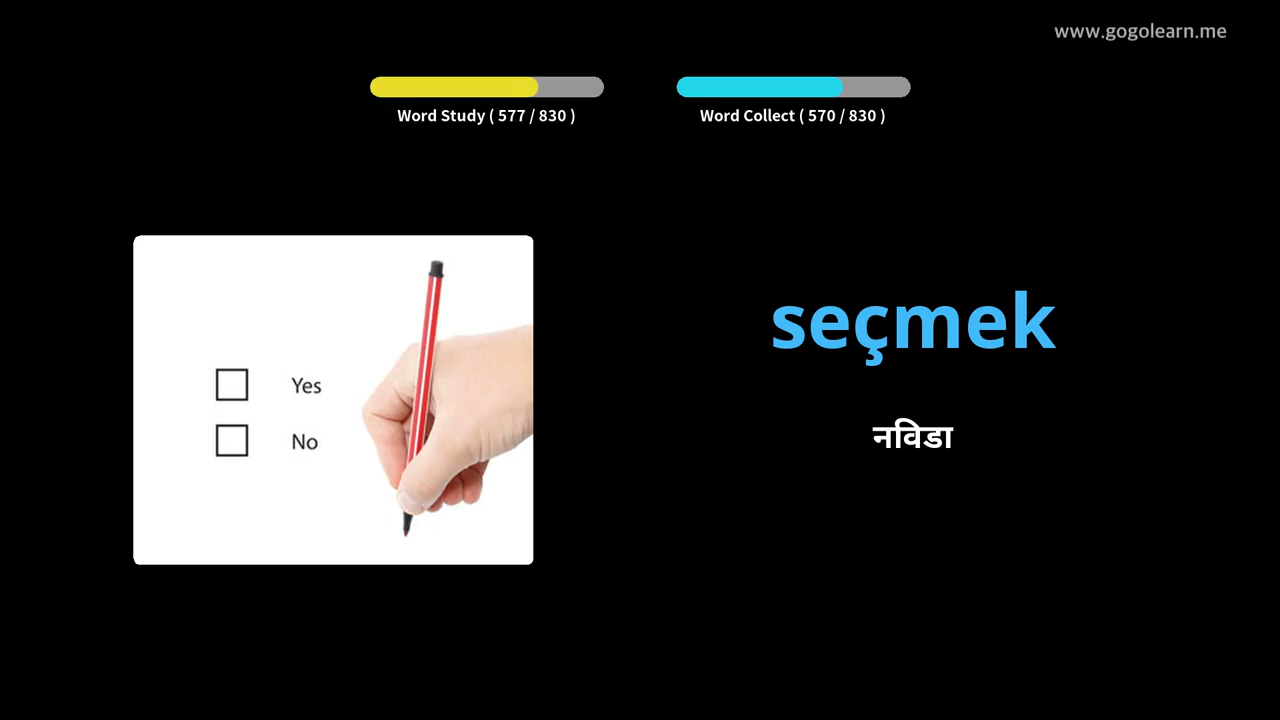 www.gogolearn.me
Word Study ( 577 / 830 )
Word Collect ( 570 / 830 )
seçmek
Yes
नविडा
No